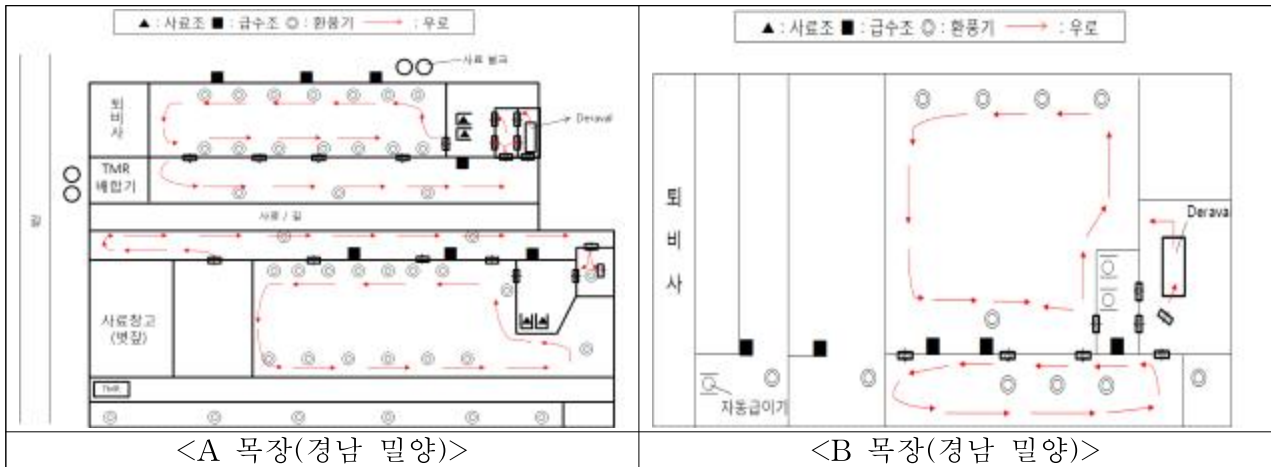 ▲ : 사료조 ■ : 급수조 ◎ : 환풍기 → : 우로
사료 벌크
퇴비사
Deraval
TMR
배합기
길
사료 / 길
사료창고
(볏짚)
TMR
<A 목장(경남 밀양)>
▲ : 사료조 ■ : 급수조 ◎ : 환풍기 → : 우로
퇴비사
Derava
자동급이기
<B 목장(경남 밀양)>